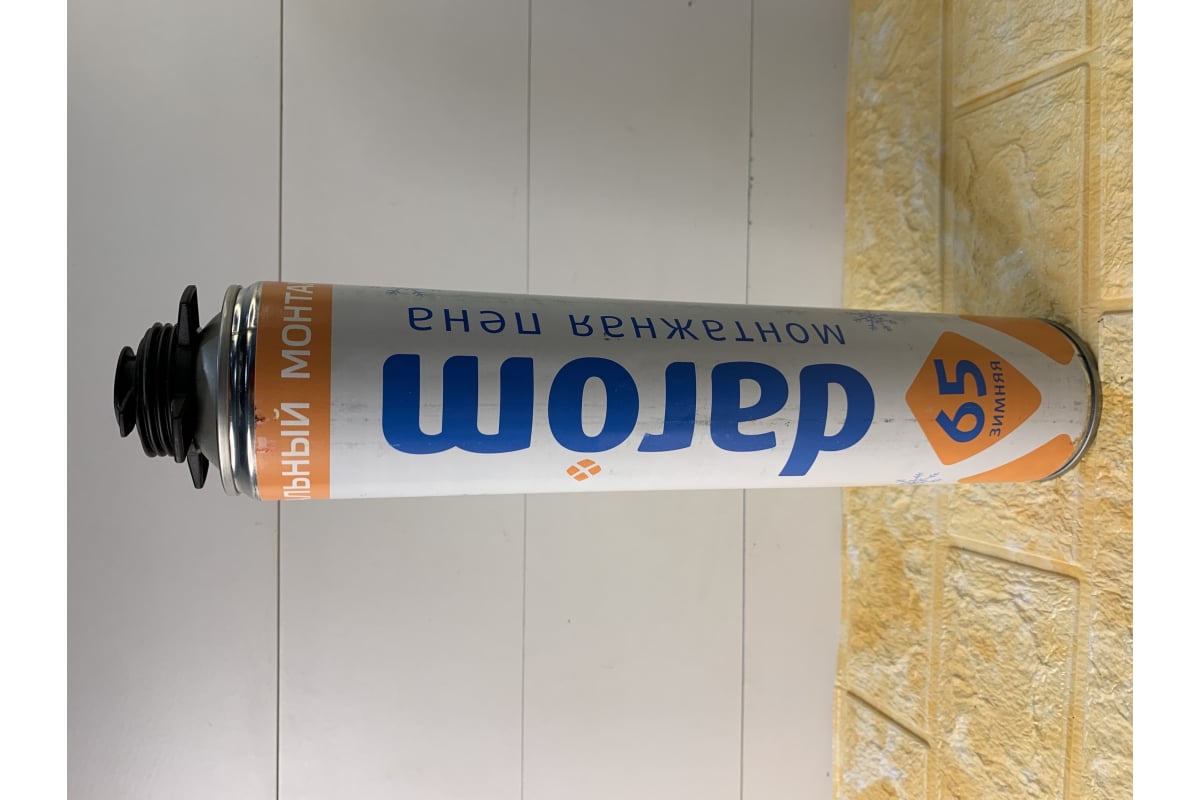 ЛЬНЫЙ МОНТА
darom
монтажная пена
65
ЗИМНЯЯ